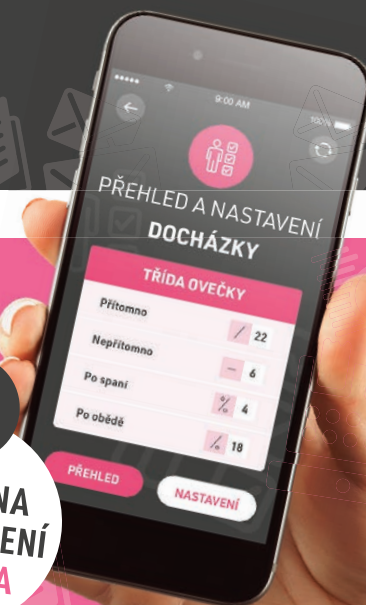 9:00 AM
100%
PŘEHLED A NASTAVENÍ
DOCHÁZKY
TŘÍDA OVEČKY
Přítomno / 22
Nepřítomno – 6
Po spaní 4
Po obědě 18
PŘEHLED
NASTAVENÍ
NA
ENÍ
A